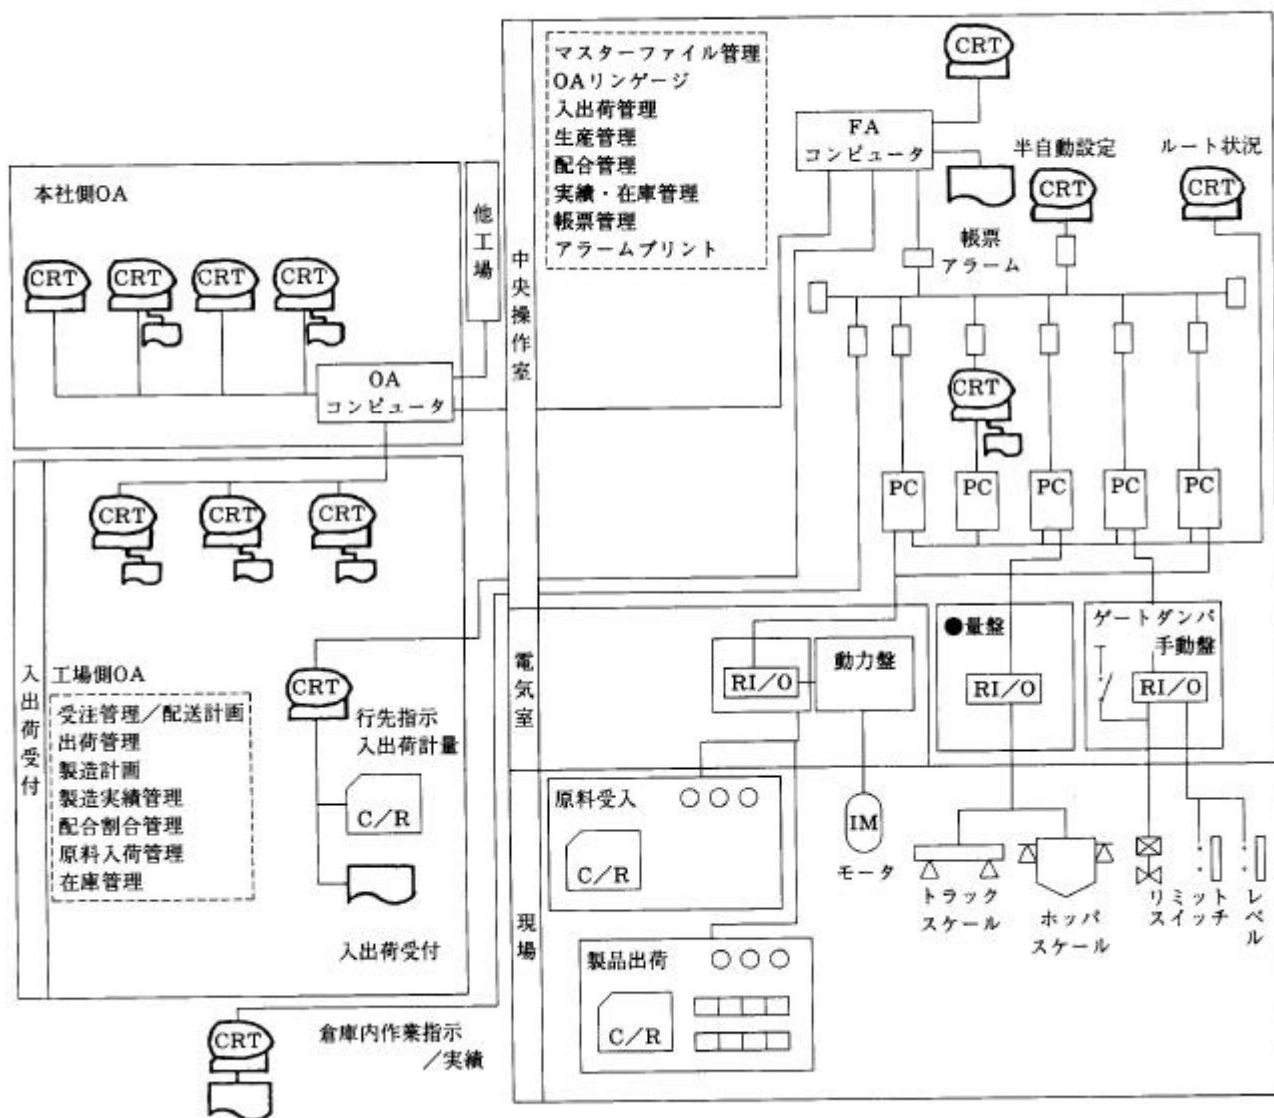 本社側OA
CRT
CRT
CRT
CRT
OA
コンピュータ
他工場
中央操作室
マスターファイル管理
OAリンゲージ
入出荷管理
生産管理
配合管理
実績・在庫管理
帳票管理
アラームプリント
CRT
FA
コンピュータ
半自動設定
CRT
ルート状況
CRT
帳票
アラーム
CRT
PC
PC
PC
PC
PC
入出荷受付
CRT
CRT
CRT
工場側OA
受注管理/配送計画
出荷管理
製造計画
製造実績管理
配合割合管理
原料入荷管理
在庫管理
CRT
行先指示
入出荷計量
C/R
入出荷受付
CRT
倉庫内作業指示
/実績
電気室
RI/O
動力盤
●量盤
RI/O
ゲートダンパ
手動盤
RI/O
現場
原料受入
C/R
IM
モータ
トラック
スケール
ホッパ
スケール
リミット
スイッチ
レベル
製品出荷
C/R